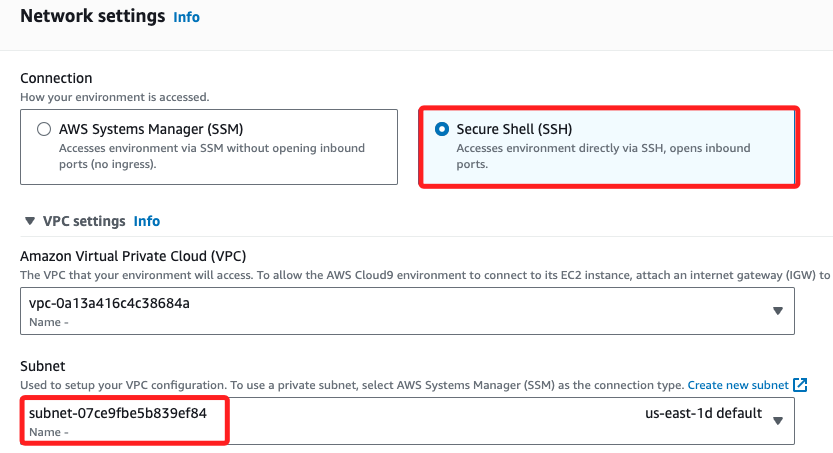 Network settings Info
Connection
How your environment is accessed.
AWS Systems Manager (SSM)
Accesses environment via SSM without opening inbound
ports (no ingress).
Secure Shell (SSH)
Accesses environment directly via SSH, opens inbound
ports.
VPC settings Info
Amazon Virtual Private Cloud (VPC)
The VPC that your environment will access. To allow the AWS Cloud9 environment to connect to its EC2 instance, attach an internet gateway (IGW) to
vpc-0a13a416c4c38684a
Name -
Subnet
Used to setup your VPC configuration. To use a private subnet, select AWS Systems Manager (SSM) as the connection type. Create new subnet
subnet-07ce9fbe5b839ef84 us-east-1d default
Name -